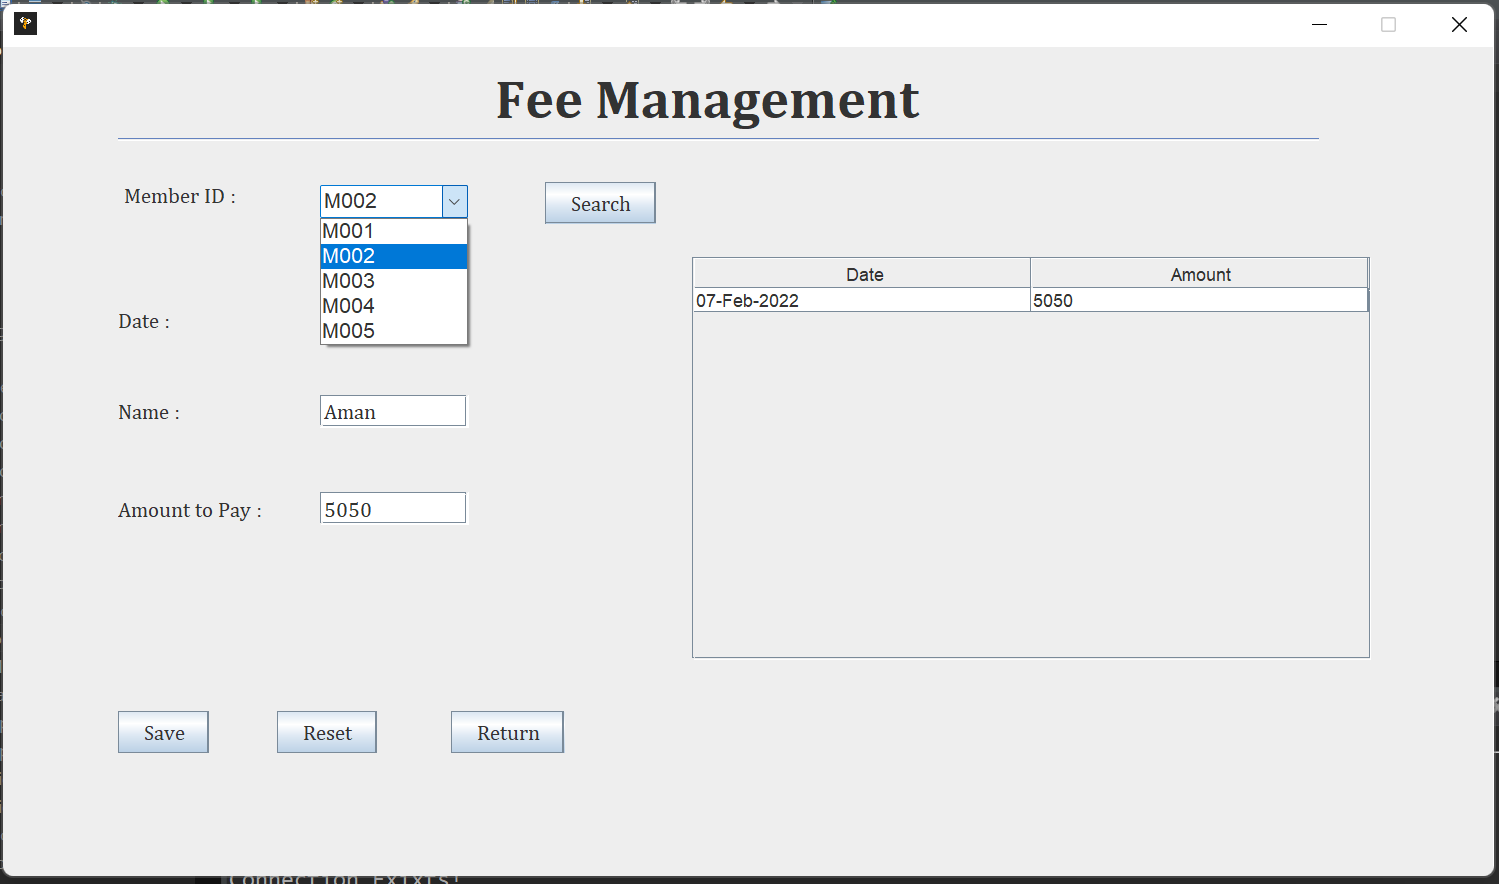 Fee Management
Member ID :
M002
Search
M001
M002
M003
M004
M005
Date :
Name :
Aman
Amount to Pay :
5050
Date Amount
07-Feb-2022 5050
Save Reset Return